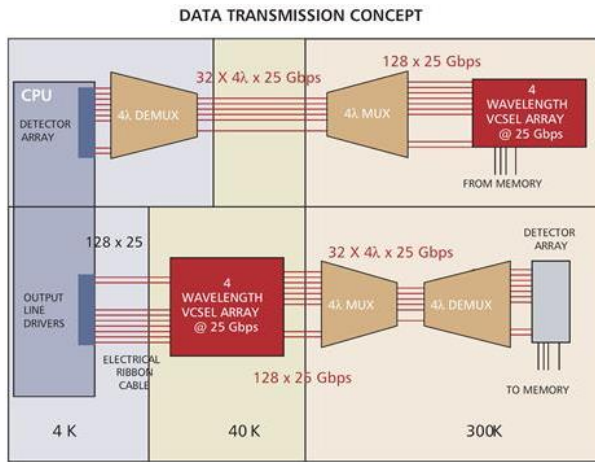 DATA TRANSMISSION CONCEPT
CPU
DETECTOR
ARRAY
4λ DEMUX
32 X 4λ x 25 Gbps
4λ MUX
128 x 25 Gbps
4
WAVELENGTH
VCSEL ARRAY
@ 25 Gbps
FROM MEMORY
OUTPUT
LINE
DRIVERS
128 x 25
ELECTRICAL
RIBBON
CABLE
4
WAVELENGTH
VCSEL ARRAY
@ 25 Gbps
128 x 25 Gbps
32 X 4λ x 25 Gbps
4λ MUX
4λ DEMUX
DETECTOR
ARRAY
TO MEMORY
4 K
40 K
300K